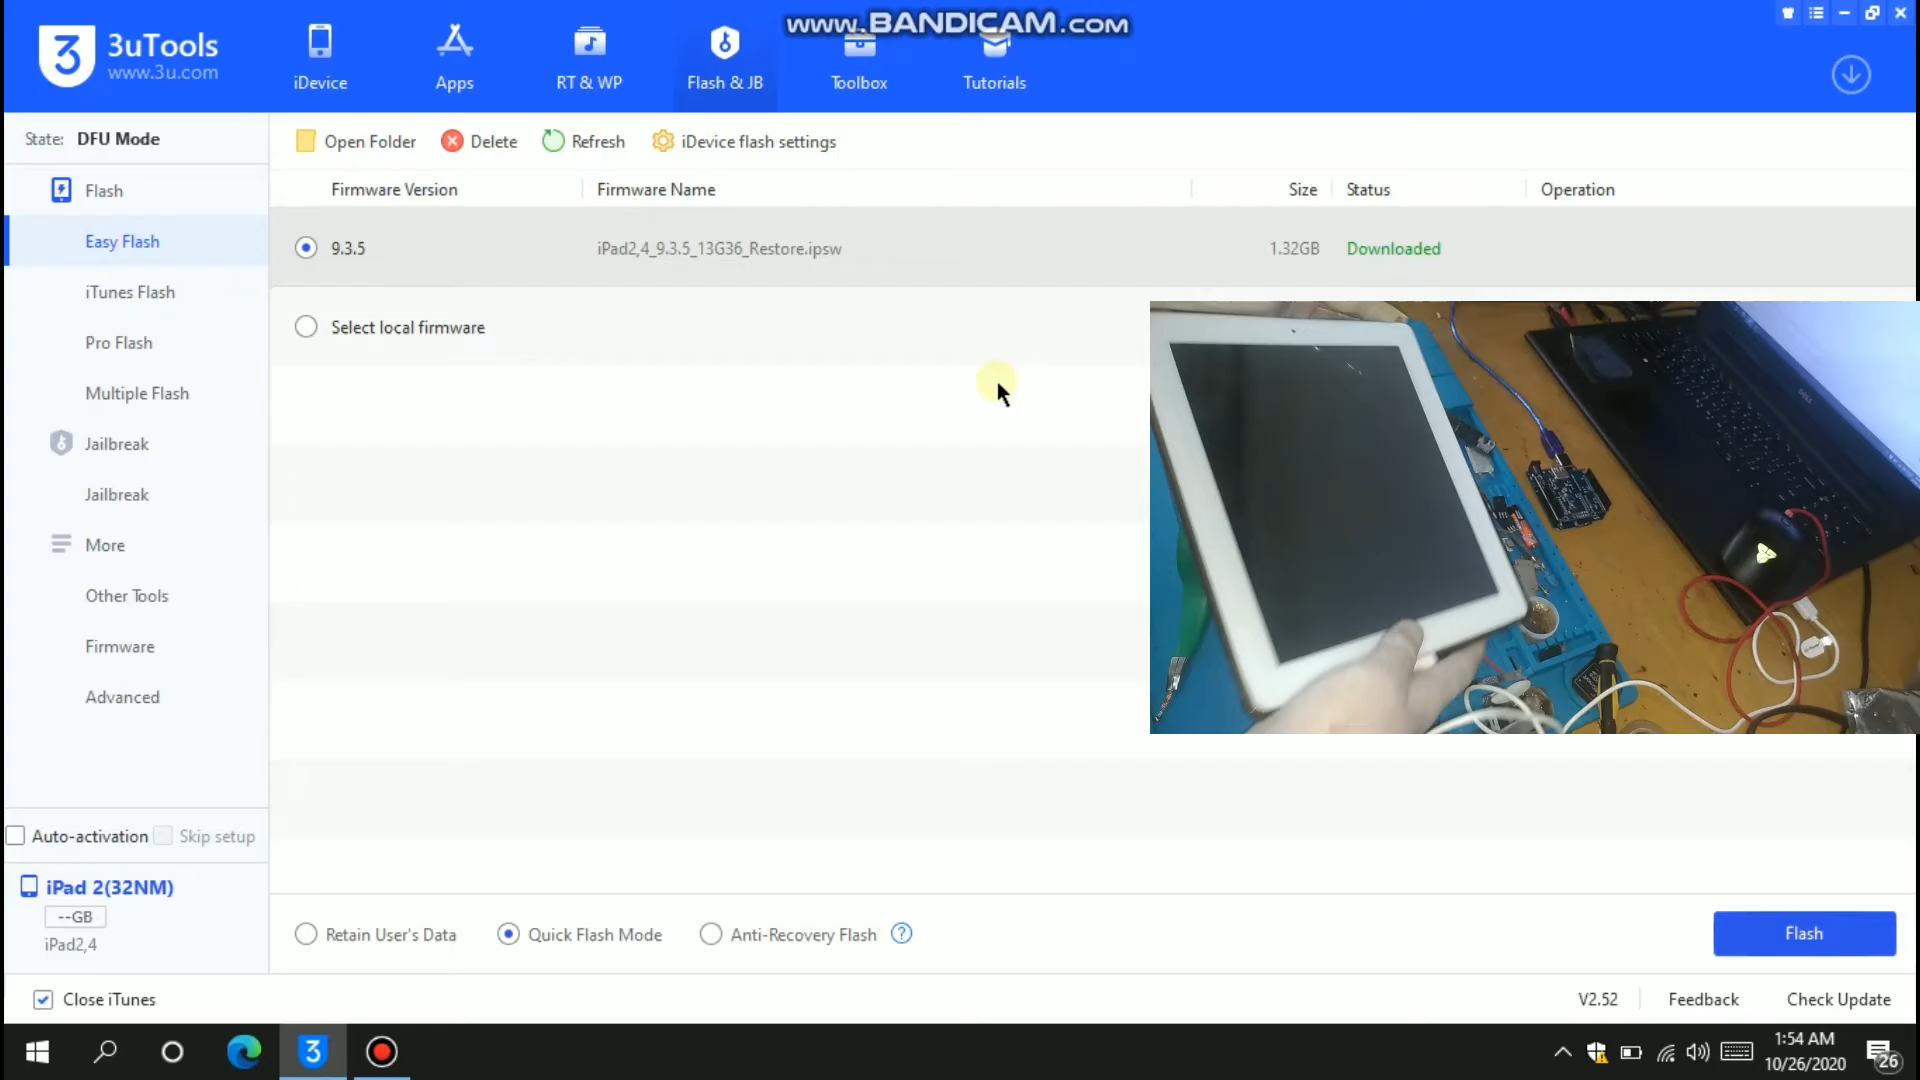 www.BANDICAM.com
3uTools
www.3u.com
iDevice
Apps
RT & WP
Flash & JB
Toolbox
Tutorials
State: DFU Mode
Flash
Easy Flash
iTunes Flash
Pro Flash
Multiple Flash
Jailbreak
Jailbreak
More
Other Tools
Firmware
Advanced
Auto-activation Skip setup
iPad 2(32NM)
--GB
iPad2,4
Open Folder Delete Refresh iDevice flash settings
Firmware Version Firmware Name Size Status Operation
9.3.5 iPad2,4_9.3.5_13G36_Restore.ipsw 1.32GB Downloaded
Select local firmware
Retain User's Data Quick Flash Mode Anti-Recovery Flash ? Flash
Close iTunes V2.52 Feedback Check Update
3
1:54 AM
10/26/2020
26